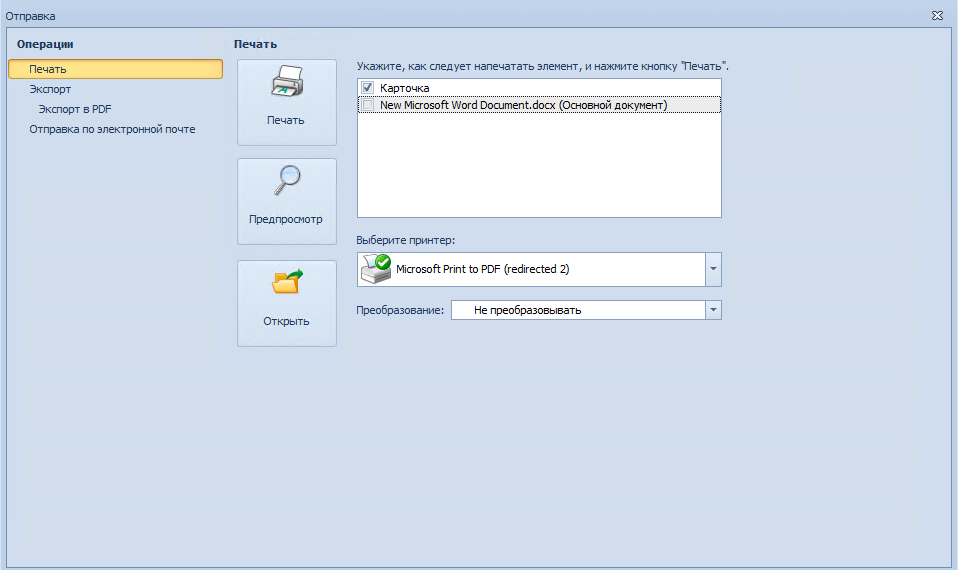 Отправка
Операции
Печать
Экспорт
Экспорт в PDF
Отправка по электронной почте
Печать
Печать
Предпросмотр
Открыть
Укажите, как следует напечатать элемент, и нажмите кнопку "Печать".
Карточка
New Microsoft Word Document.docx (Основной документ)
Выберите принтер:
Microsoft Print to PDF (redirected 2)
Преобразование: Не преобразовывать